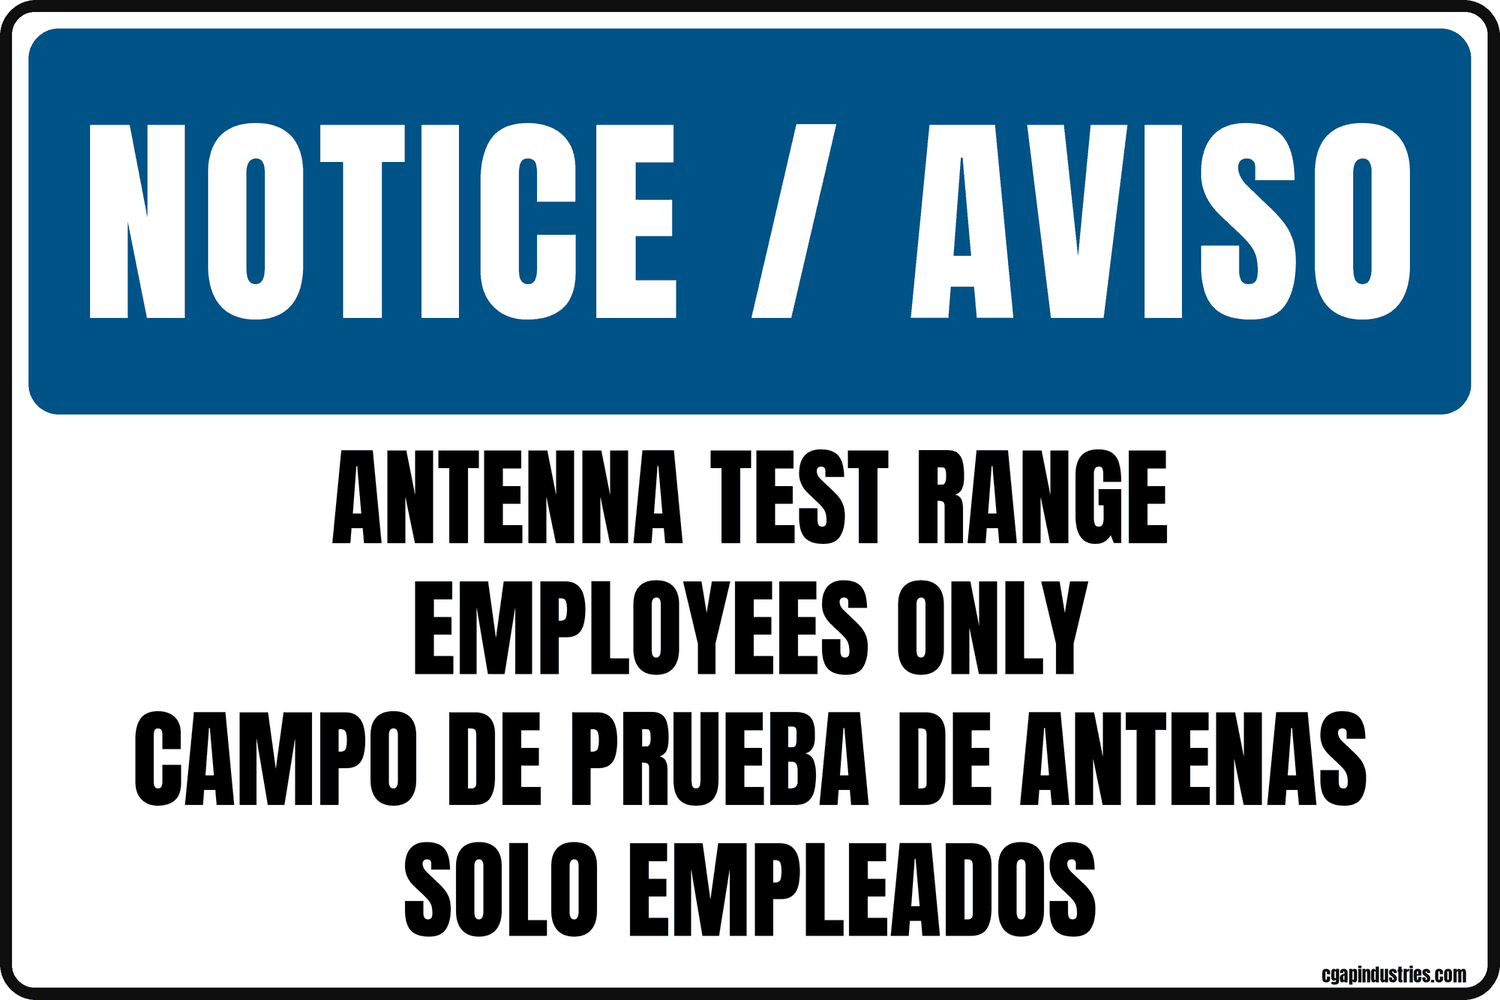 NOTICE / AVISO
ANTENNA TEST RANGE
EMPLOYEES ONLY
CAMPO DE PRUEBA DE ANTENAS
SOLO EMPLEADOS
cgapindustries.com